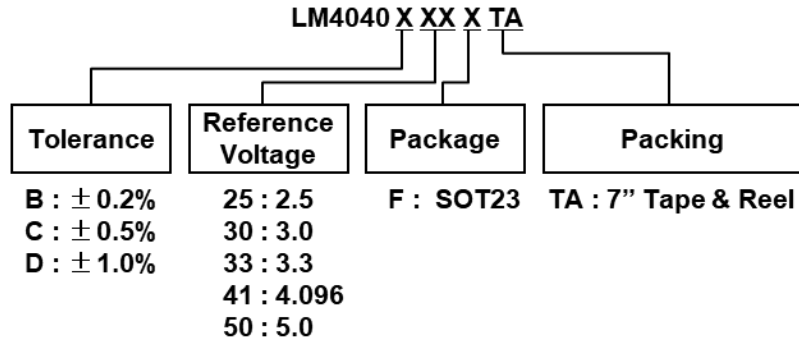 LM4040 X XX X TA
Tolerance
Reference
Voltage
Package
Packing
B : ± 0.2%
C : ± 0.5%
D : ± 1.0%
25 : 2.5
30 : 3.0
33 : 3.3
41 : 4.096
50 : 5.0
F : SOT23
TA : 7” Tape & Reel